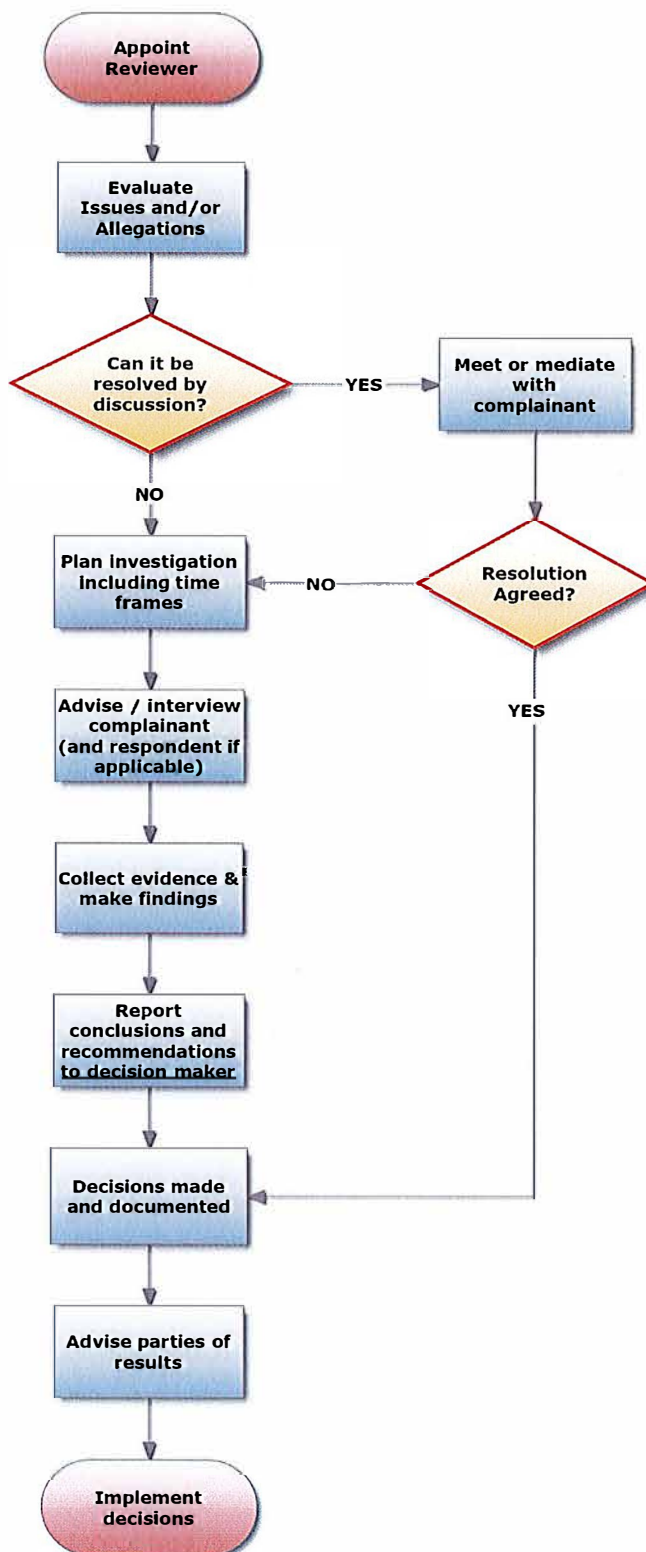 Appoint
Reviewer
Evaluate
Issues and/or
Allegations
Can it be
resolved by
discussion?
YES
Meet or mediate
with
complainant
NO
Plan investigation
including time
frames
NO
Resolution
Agreed?
YES
Advise / interview
complainant
(and respondent if
applicable)
Collect evidence &
make findings
Report
conclusions and
recommendations
to decision maker
Decisions made
and documented
Advise parties of
results
Implement
decisions